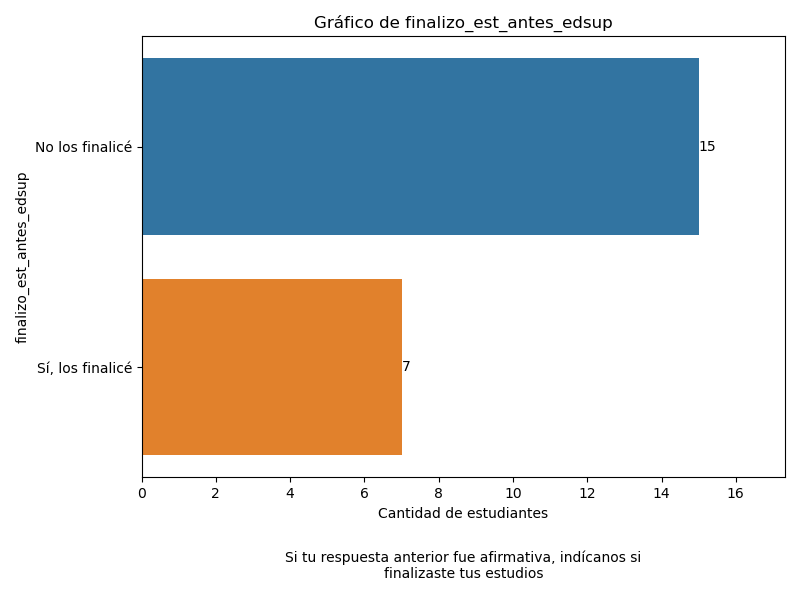 Gráfico de finalizo_est_antes_edsup
finalizo_est_antes_edsup
No los finalicé
15
Sí, los finalicé
7
0 2 4 6 8 10 12 14 16
Cantidad de estudiantes
Si tu respuesta anterior fue afirmativa, indícanos si
finalizaste tus estudios